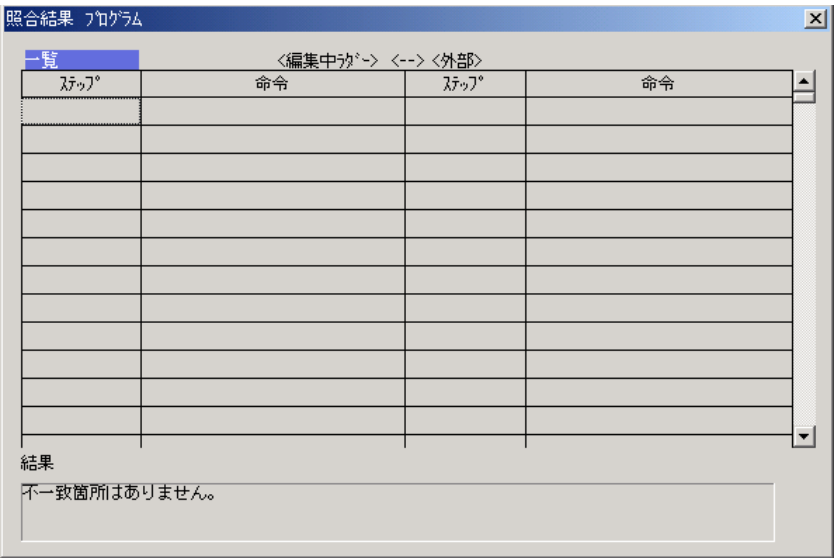 照合結果 ﾌﾟﾛｸﾞﾗﾑ
一覧 <編集中ﾗﾀﾞｰ> <--> <外部>
ｽﾃｯﾌﾟ 命令 ｽﾃｯﾌﾟ 命令
結果
不一致箇所はありません。